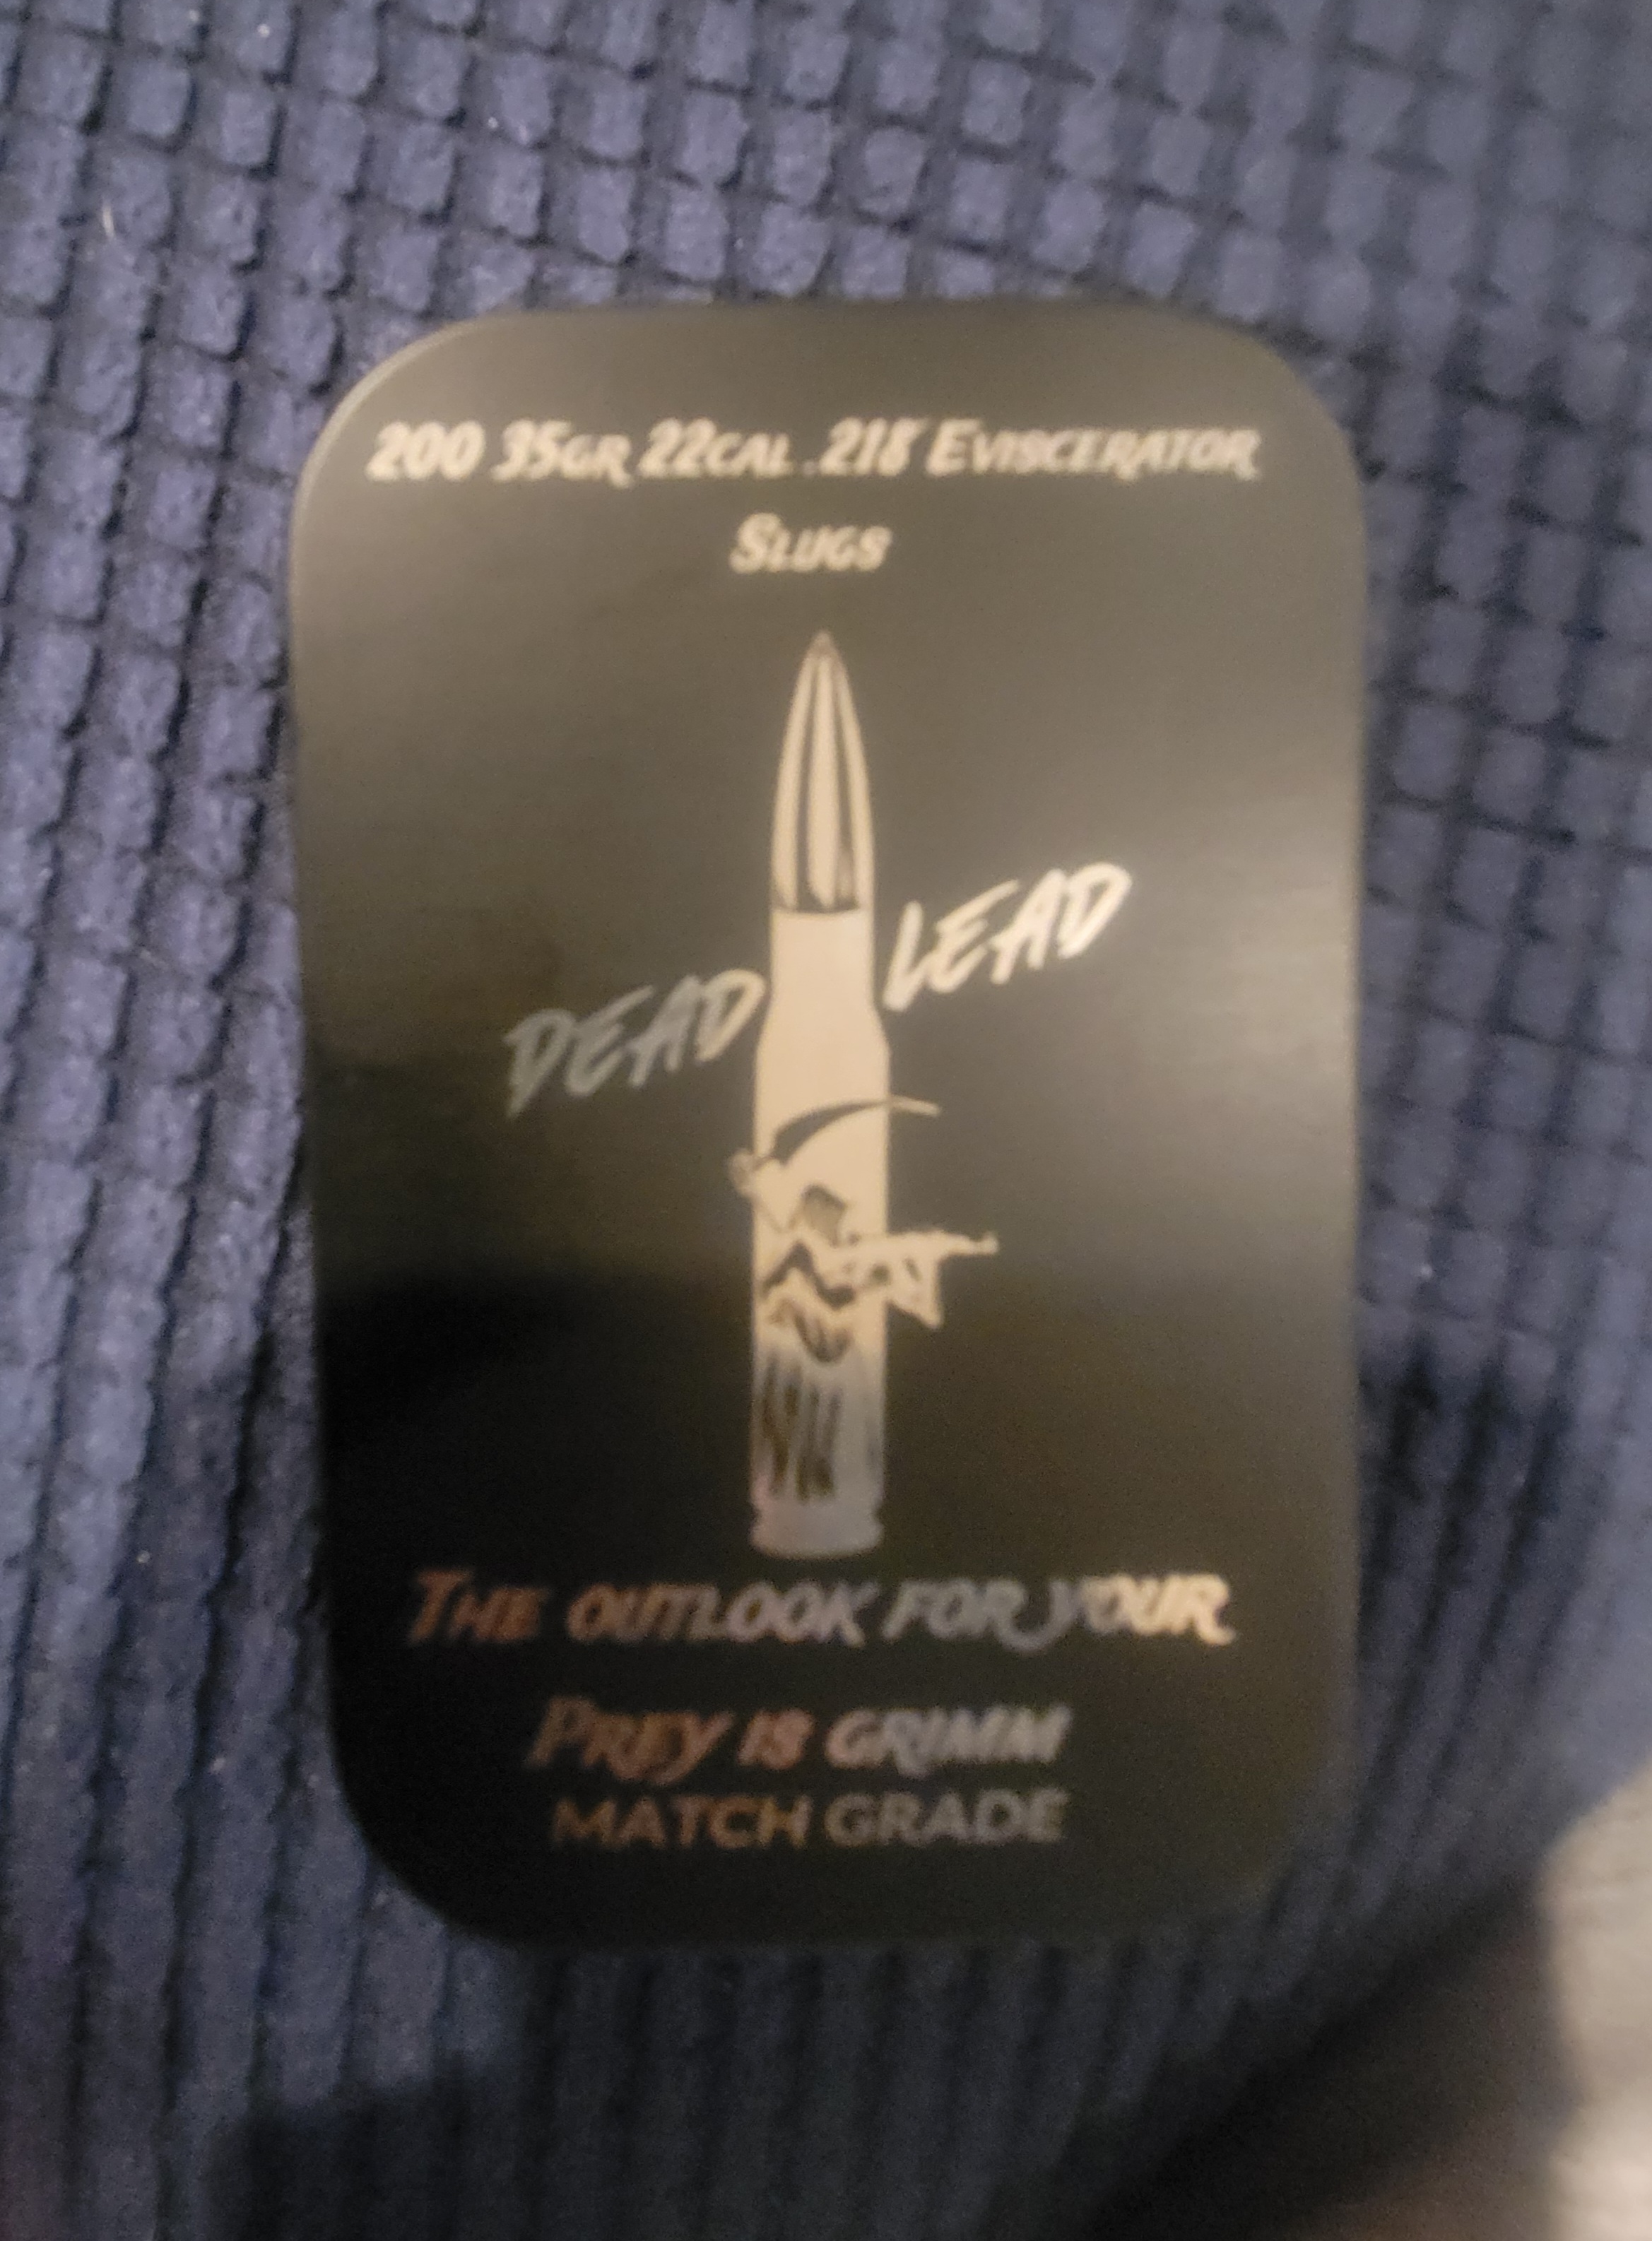 200 35GR 22CAL .218 EVISCERATOR
SLUGS
DEAD LEAD
THE OUTLOOK FOR YOUR
PREY IS GRIMM
MATCH GRADE